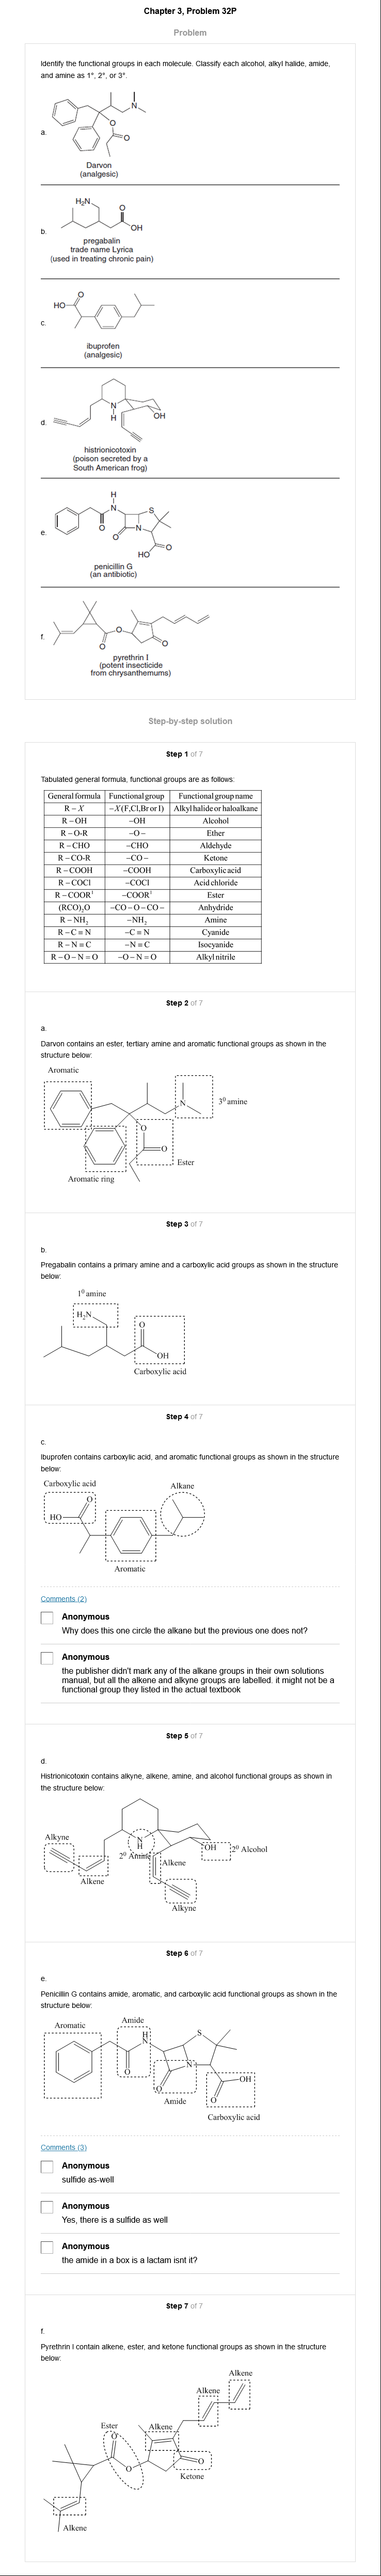 Chapter 3, Problem 32P
Problem
Identify the functional groups in each molecule. Classify each alcohol, alkyl halide, amide,
and amine as 1°, 2°, or 3°.
a.
N
O
O
Darvon
(analgesic)
b.
H₂N
O
OH
pregabalin
trade name Lyrica
(used in treating chronic pain)
c.
HO
O
ibuprofen
(analgesic)
d.
N
H
OH
histrionicotoxin
(poison secreted by a
South American frog)
e.
H
N
S
O
N
O
HO
O
penicillin G
(an antibiotic)
f.
O
O
O
pyrethrin I
(potent insecticide
from chrysanthemums)
Step-by-step solution
Step 1 of 7
Tabulated general formula, functional groups are as follows:
General formula Functional group Functional group name
R – X –X (F,Cl,Br or I) Alkyl halide or haloalkane
R – OH –OH Alcohol
R – O-R –O– Ether
R – CHO –CHO Aldehyde
R – CO-R –CO– Ketone
R – COOH –COOH Carboxylic acid
R – COCl –COCl Acid chloride
R – COOR¹ –COOR¹ Ester
(RCO)₂O –CO – O – CO – Anhydride
R – NH₂ –NH₂ Amine
R – C ≡ N –C ≡ N Cyanide
R – N ≡ C –N ≡ C Isocyanide
R – O – N = O –O – N = O Alkyl nitrile
Step 2 of 7
a.
Darvon contains an ester, tertiary amine and aromatic functional groups as shown in the
structure below:
Aromatic
N
3⁰ amine
O
O
Ester
Aromatic ring
Step 3 of 7
b.
Pregabalin contains a primary amine and a carboxylic acid groups as shown in the structure
below:
1⁰ amine
H₂N
O
OH
Carboxylic acid
Step 4 of 7
c.
Ibuprofen contains carboxylic acid, and aromatic functional groups as shown in the structure
below:
Carboxylic acid
Alkane
O
HO
Aromatic
Comments (2)
Anonymous
Why does this one circle the alkane but the previous one does not?
Anonymous
the publisher didn't mark any of the alkane groups in their own solutions
manual, but all the alkene and alkyne groups are labelled. it might not be a
functional group they listed in the actual textbook
Step 5 of 7
d.
Histrionicotoxin contains alkyne, alkene, amine, and alcohol functional groups as shown in
the structure below:
Alkyne
N
H
OH
2⁰ Alcohol
2⁰ Amine
Alkene
Alkene
Alkyne
Step 6 of 7
e.
Penicillin G contains amide, aromatic, and carboxylic acid functional groups as shown in the
structure below:
Aromatic
Amide
H
N
S
O
N
O
OH
O
Amide
Carboxylic acid
Comments (3)
Anonymous
sulfide as-well
Anonymous
Yes, there is a sulfide as well
Anonymous
the amide in a box is a lactam isnt it?
Step 7 of 7
f.
Pyrethrin I contain alkene, ester, and ketone functional groups as shown in the structure
below:
Alkene
Alkene
Ester
Alkene
O
O
O
Ketone
Alkene